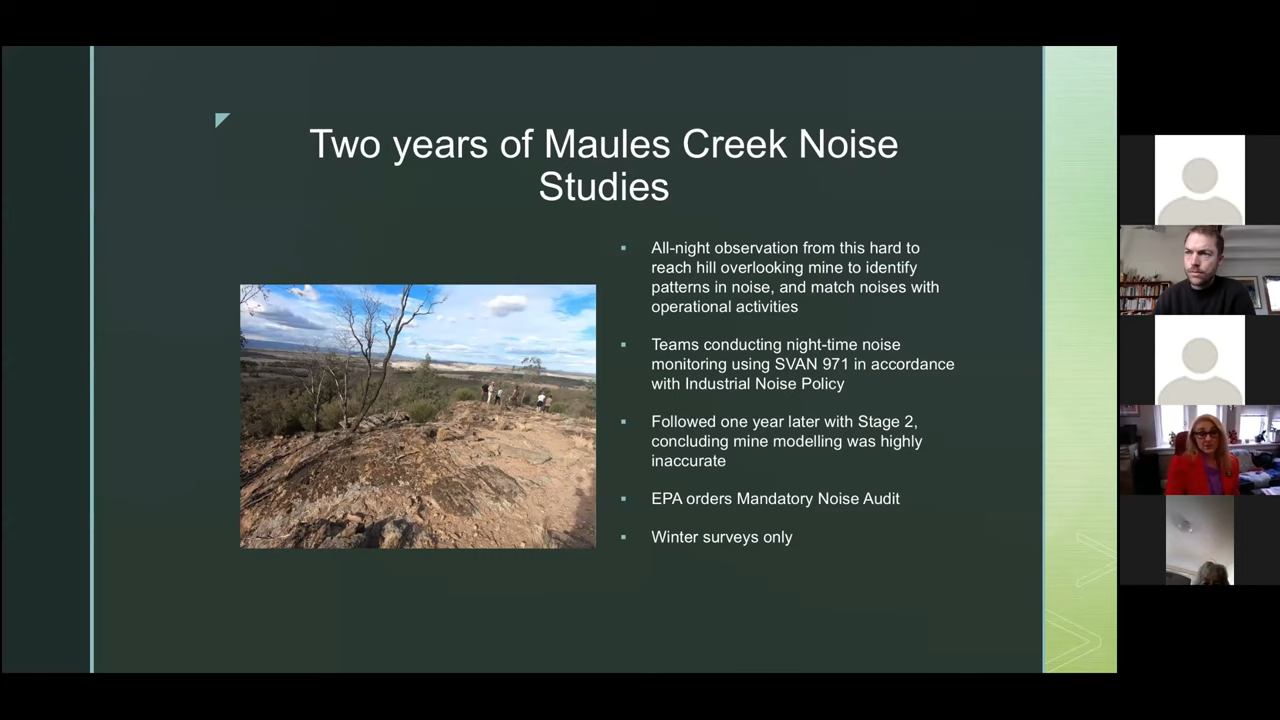 Two years of Maules Creek Noise
Studies
All-night observation from this hard to
reach hill overlooking mine to identify
patterns in noise, and match noises with
operational activities
Teams conducting night-time noise
monitoring using SVAN 971 in accordance
with Industrial Noise Policy
Followed one year later with Stage 2,
concluding mine modelling was highly
inaccurate
EPA orders Mandatory Noise Audit
Winter surveys only